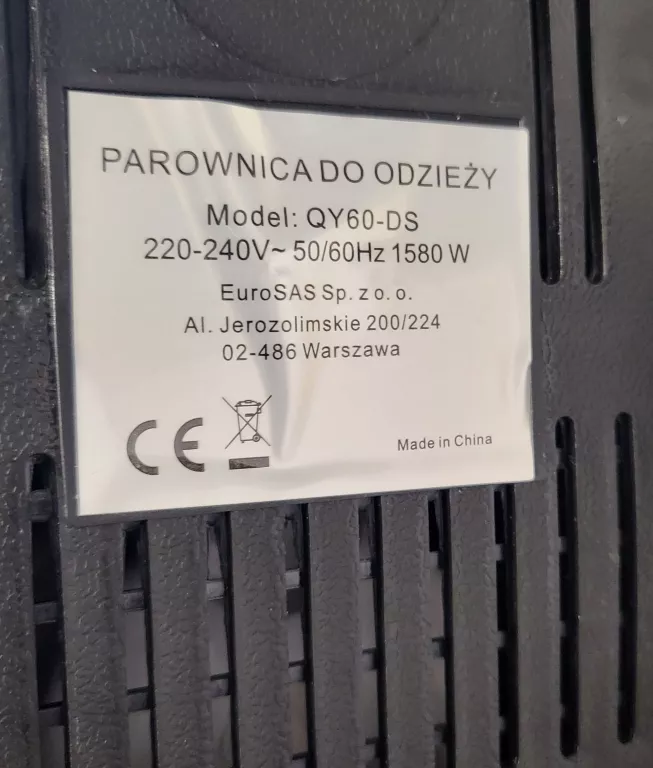 PAROWNICA DO ODZIEŻY
Model: QY60-DS
220-240V~ 50/60Hz 1580 W
EuroSAS Sp. z o. o.
Al. Jerozolimskie 200/224
02-486 Warszawa
CE
Made in China